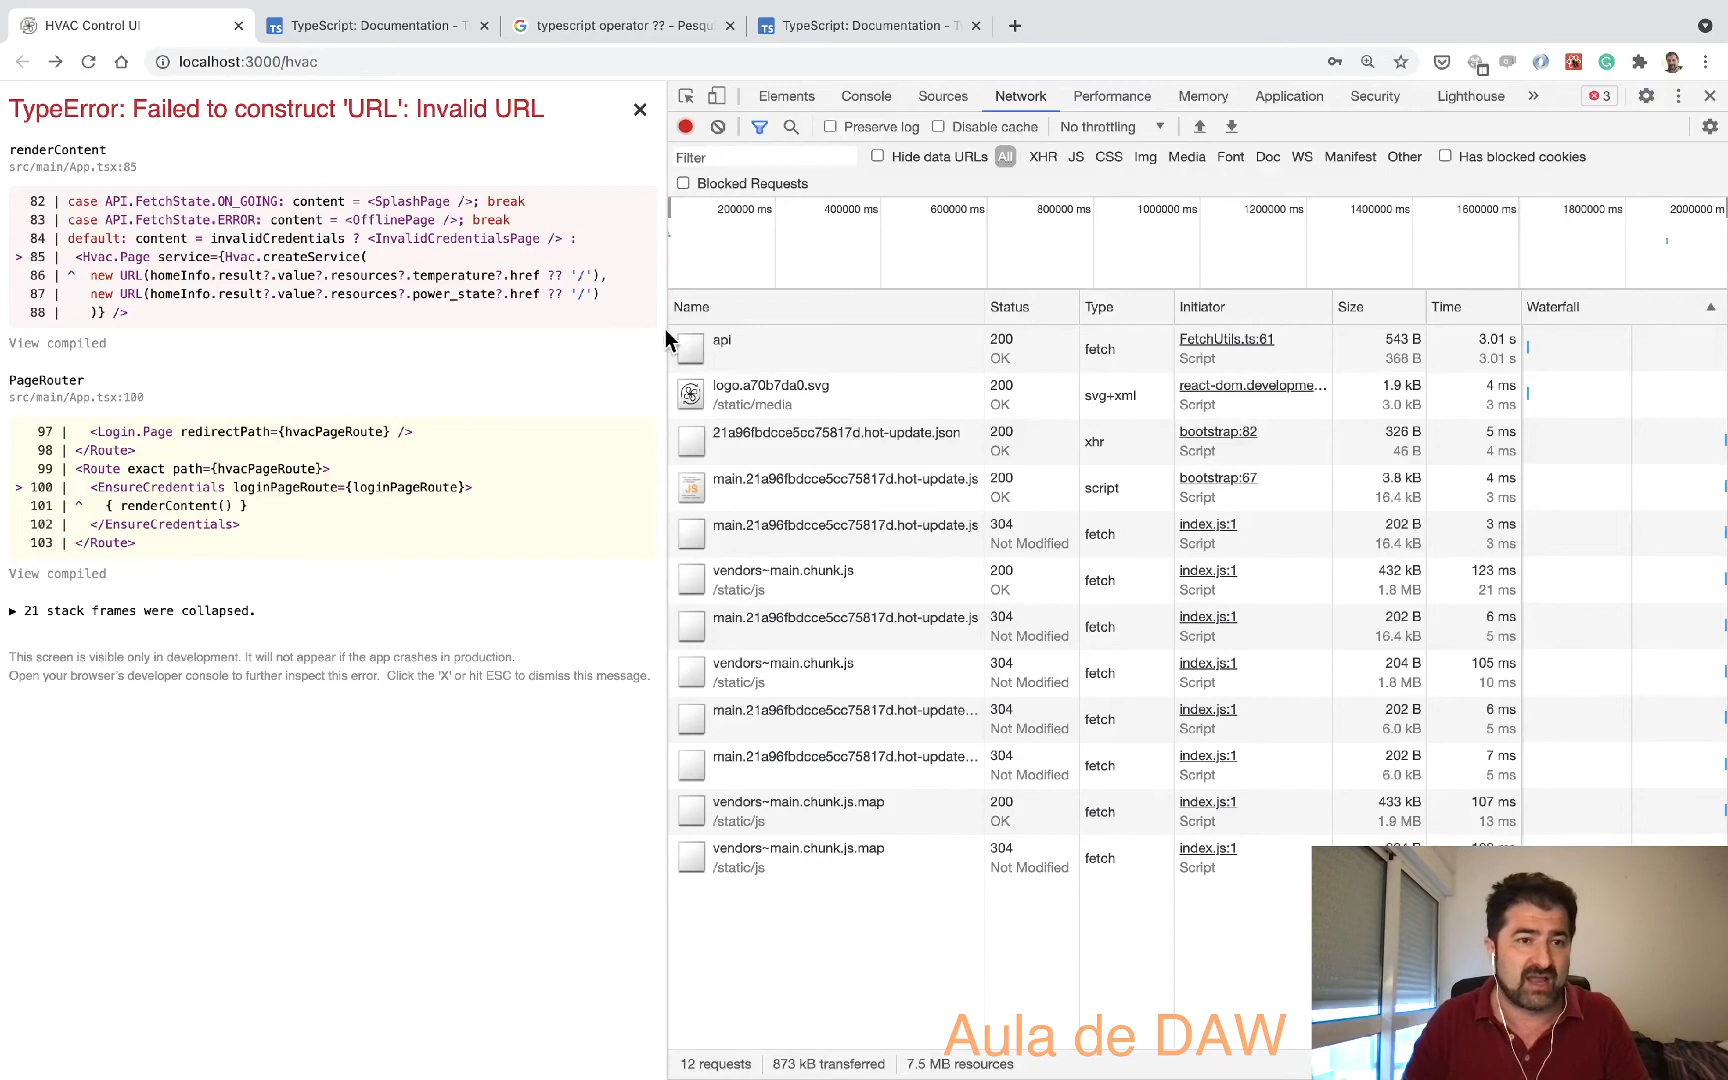 HVAC Control UI
TypeScript: Documentation - T
typescript operator ?? - Pesqu
TypeScript: Documentation - T
localhost:3000/hvac
TypeError: Failed to construct 'URL': Invalid URL
renderContent
src/main/App.tsx:85
82 | case API.FetchState.ON_GOING: content = <SplashPage />; break
83 | case API.FetchState.ERROR: content = <OfflinePage />; break
84 | default: content = invalidCredentials ? <InvalidCredentialsPage /> :
> 85 | <Hvac.Page service={Hvac.createService(
86 | ^ new URL(homeInfo.result?.value?.resources?.temperature?.href ?? '/'),
87 | new URL(homeInfo.result?.value?.resources?.power_state?.href ?? '/')
88 | )} />
View compiled
PageRouter
src/main/App.tsx:100
97 | <Login.Page redirectPath={hvacPageRoute} />
98 | </Route>
99 | <Route exact path={hvacPageRoute}>
> 100 | <EnsureCredentials loginPageRoute={loginPageRoute}>
101 | ^ { renderContent() }
102 | </EnsureCredentials>
103 | </Route>
View compiled
▶ 21 stack frames were collapsed.
This screen is visible only in development. It will not appear if the app crashes in production.
Open your browser's developer console to further inspect this error. Click the 'X' or hit ESC to dismiss this message.
Elements Console Sources Network Performance Memory Application Security Lighthouse 3
Preserve log Disable cache No throttling
Filter Hide data URLs All XHR JS CSS Img Media Font Doc WS Manifest Other Has blocked cookies
Blocked Requests
200000 ms 400000 ms 600000 ms 800000 ms 1000000 ms 1200000 ms 1400000 ms 1600000 ms 1800000 ms 2000000 m
Name Status Type Initiator Size Time Waterfall
api 200 OK fetch FetchUtils.ts:61 Script 543 B 368 B 3.01 s 3.01 s
logo.a70b7da0.svg /static/media 200 OK svg+xml react-dom.developme... Script 1.9 kB 3.0 kB 4 ms 3 ms
21a96fbdcce5cc75817d.hot-update.json 200 OK xhr bootstrap:82 Script 326 B 46 B 5 ms 4 ms
main.21a96fbdcce5cc75817d.hot-update.js 200 OK script bootstrap:67 Script 3.8 kB 16.4 kB 4 ms 3 ms
main.21a96fbdcce5cc75817d.hot-update.js 304 Not Modified fetch index.js:1 Script 202 B 16.4 kB 3 ms 3 ms
vendors~main.chunk.js /static/js 200 OK fetch index.js:1 Script 432 kB 1.8 MB 123 ms 21 ms
main.21a96fbdcce5cc75817d.hot-update.js 304 Not Modified fetch index.js:1 Script 202 B 16.4 kB 6 ms 5 ms
vendors~main.chunk.js /static/js 304 Not Modified fetch index.js:1 Script 204 B 1.8 MB 105 ms 10 ms
main.21a96fbdcce5cc75817d.hot-update... 304 Not Modified fetch index.js:1 Script 202 B 6.0 kB 6 ms 5 ms
main.21a96fbdcce5cc75817d.hot-update... 304 Not Modified fetch index.js:1 Script 202 B 6.0 kB 7 ms 5 ms
vendors~main.chunk.js.map /static/js 200 OK fetch index.js:1 Script 433 kB 1.9 MB 107 ms 13 ms
vendors~main.chunk.js.map /static/js 304 Not Modified fetch index.js:1 Script
Aula de DAW
12 requests 873 kB transferred 7.5 MB resources